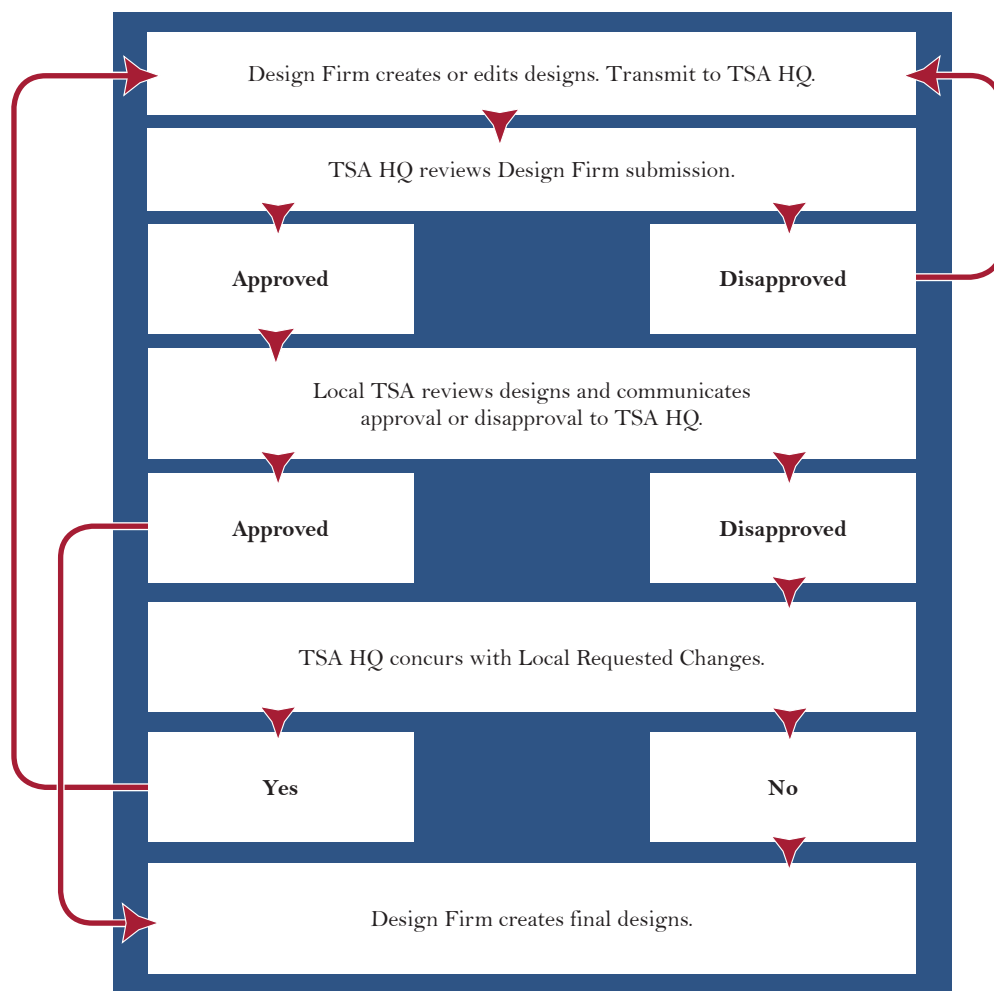 Design Firm creates or edits designs. Transmit to TSA HQ.
TSA HQ reviews Design Firm submission.
Approved
Disapproved
Local TSA reviews designs and communicates
approval or disapproval to TSA HQ.
Approved
Disapproved
TSA HQ concurs with Local Requested Changes.
Yes
No
Design Firm creates final designs.